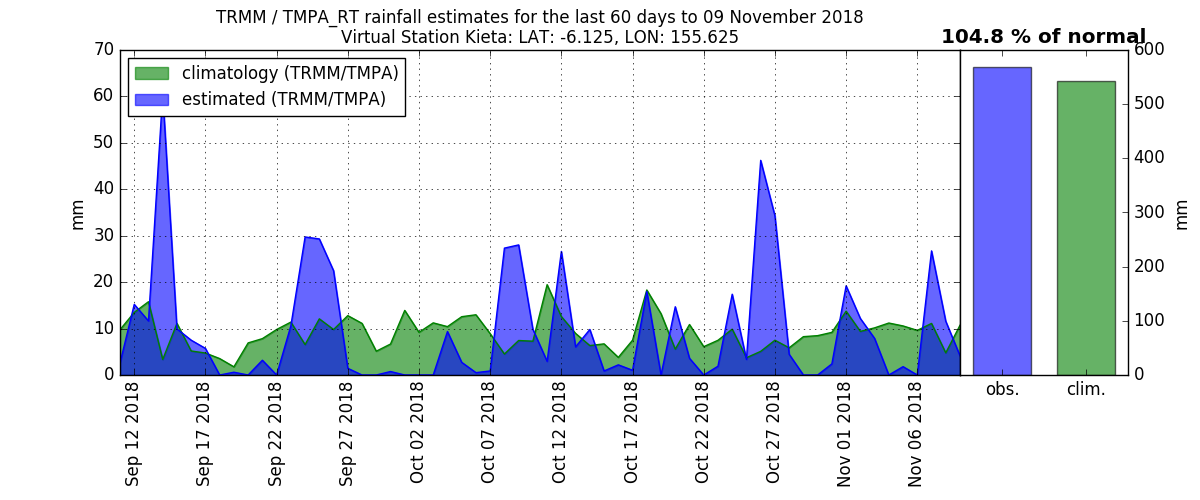 TRMM / TMPA_RT rainfall estimates for the last 60 days to 09 November 2018
Virtual Station Kieta: LAT: -6.125, LON: 155.625
104.8 % of normal
climatology (TRMM/TMPA)
estimated (TRMM/TMPA)
70
60
50
40
30
20
10
0
mm
Sep 12 2018
Sep 17 2018
Sep 22 2018
Sep 27 2018
Oct 02 2018
Oct 07 2018
Oct 12 2018
Oct 17 2018
Oct 22 2018
Oct 27 2018
Nov 01 2018
Nov 06 2018
600
500
400
300
200
100
0
mm
obs.
clim.